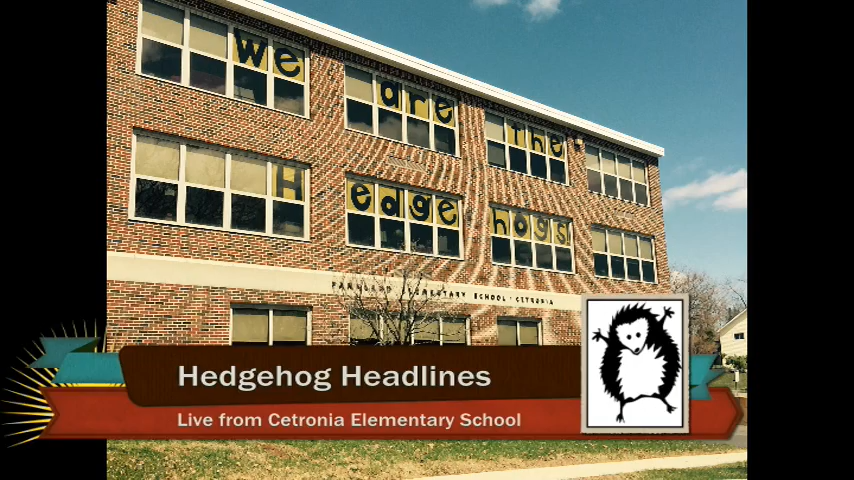 we are the
Hedgehogs
PARKLAND ELEMENTARY SCHOOL · CETRONIA
Hedgehog Headlines
Live from Cetronia Elementary School